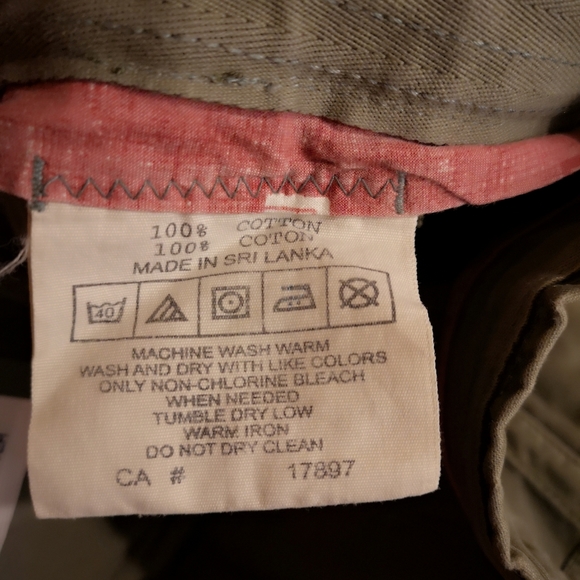 100% COTTON
100% COTON
MADE IN SRI LANKA
40
MACHINE WASH WARM
WASH AND DRY WITH LIKE COLORS
ONLY NON-CHLORINE BLEACH
WHEN NEEDED
TUMBLE DRY LOW
WARM IRON
DO NOT DRY CLEAN
CA # 17897